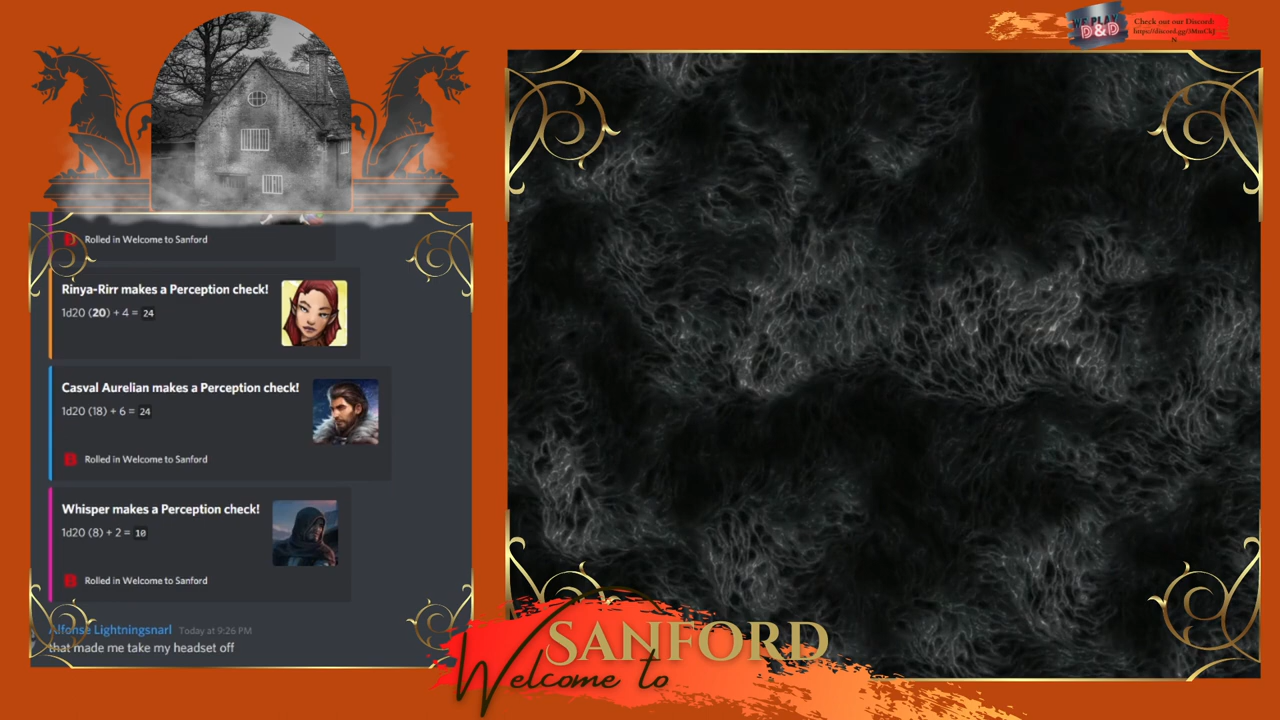 WE PLAY
D&D
Check out our Discord:
Rolled in Welcome to Sanford
Rinya-Rirr makes a Perception check!
1d20 (20) + 4 = 24
Casval Aurelian makes a Perception check!
1d20 (18) + 6 = 24
Rolled in Welcome to Sanford
Whisper makes a Perception check!
1d20 (8) + 2 = 10
Rolled in Welcome to Sanford
Alfonse Lightningsnarl Today at 9:26 PM
that made me take my headset off
SANFORD
Welcome to